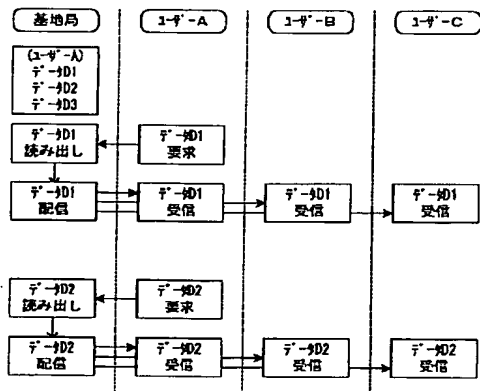 基地局
ﾕｰｻﾞｰA
ﾕｰｻﾞｰB
ﾕｰｻﾞｰC
(ﾕｰｻﾞｰA)
ﾃﾞｰﾀD1
ﾃﾞｰﾀD2
ﾃﾞｰﾀD3
ﾃﾞｰﾀD1
読み出し
ﾃﾞｰﾀD1
要求
ﾃﾞｰﾀD1
配信
ﾃﾞｰﾀD1
受信
ﾃﾞｰﾀD1
受信
ﾃﾞｰﾀD1
受信
ﾃﾞｰﾀD2
読み出し
ﾃﾞｰﾀD2
要求
ﾃﾞｰﾀD2
配信
ﾃﾞｰﾀD2
受信
ﾃﾞｰﾀD2
受信
ﾃﾞｰﾀD2
受信